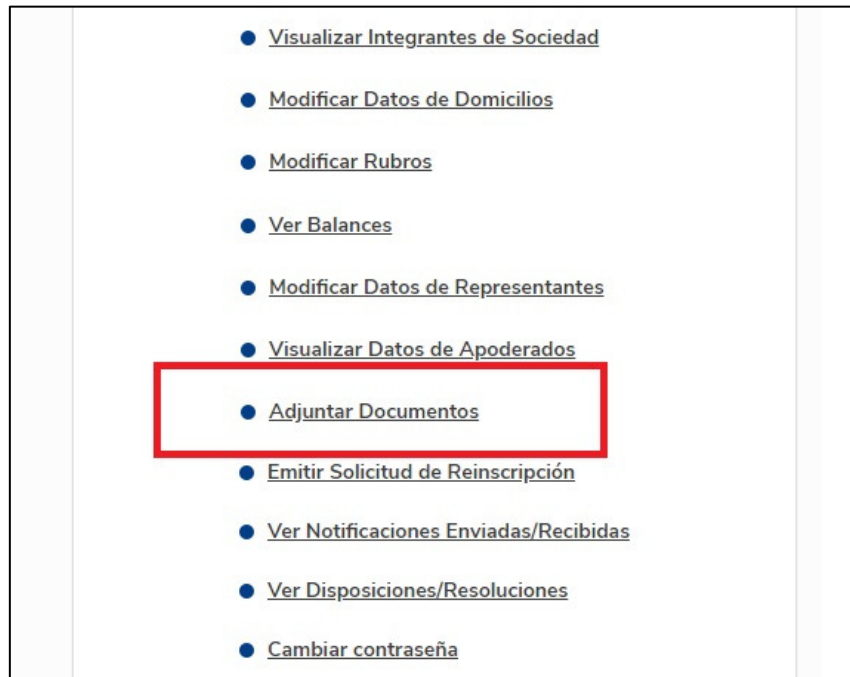 Visualizar Integrantes de Sociedad
Modificar Datos de Domicilios
Modificar Rubros
Ver Balances
Modificar Datos de Representantes
Visualizar Datos de Apoderados
Adjuntar Documentos
Emitir Solicitud de Reinscripción
Ver Notificaciones Enviadas/Recibidas
Ver Disposiciones/Resoluciones
Cambiar contraseña